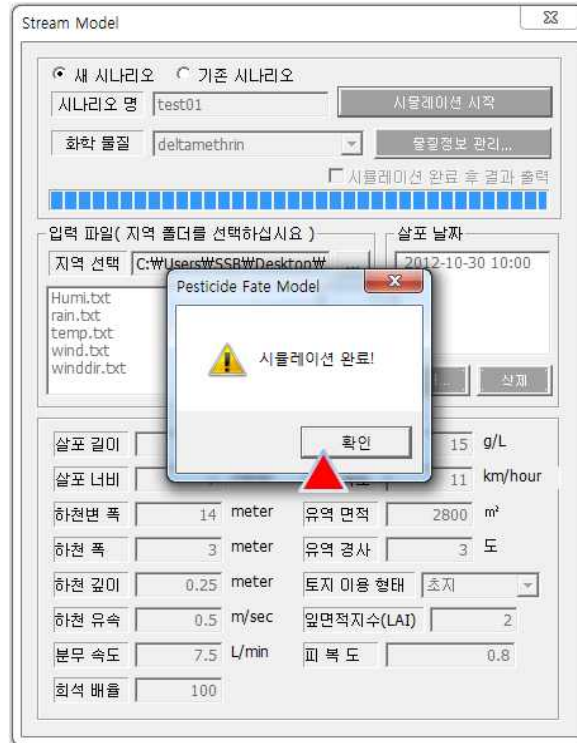 Stream Model
새 시나리오 기존 시나리오
시나리오 명 test01 시뮬레이션 시작
화학 물질 deltamethrin 물질정보 관리...
시뮬레이션 완료 후 결과 출력
입력 파일( 지역 폴더를 선택하십시요 ) 살포 날짜
지역 선택 C:₩Users₩SSB₩Desktop₩ ... 2012-10-30 10:00
Pesticide Fate Model
Humi.txt
rain.txt
temp.txt
wind.txt
winddir.txt
시뮬레이션 완료!
삭제
확인
살포 길이 15 g/L
살포 너비 11 km/hour
하천변 폭 14 meter 유역 면적 2800 m²
하천 폭 3 meter 유역 경사 3 도
하천 깊이 0.25 meter 토지 이용 형태 초지
하천 유속 0.5 m/sec 잎면적지수(LAI) 2
분무 속도 7.5 L/min 피 복 도 0.8
희석 배율 100